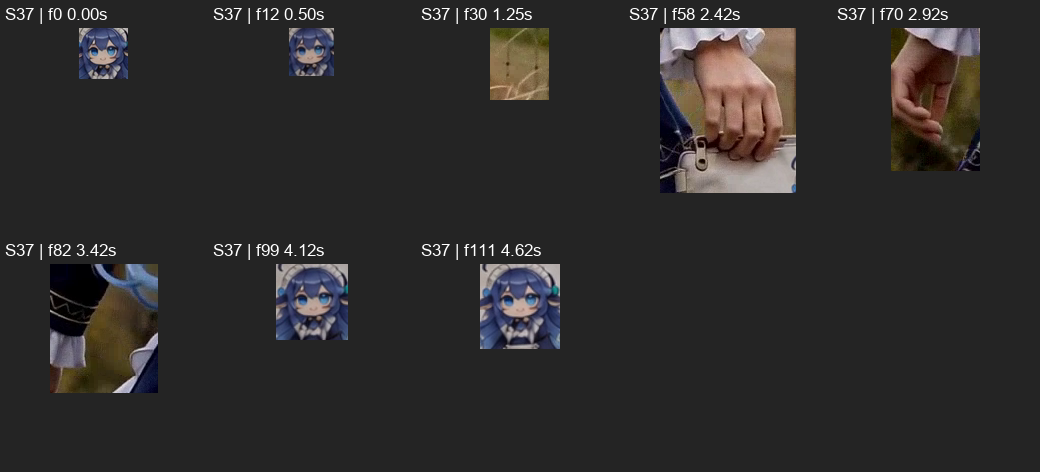 S37 | f0 0.00s
S37 | f12 0.50s
S37 | f30 1.25s
S37 | f58 2.42s
S37 | f70 2.92s
S37 | f82 3.42s
S37 | f99 4.12s
S37 | f111 4.62s